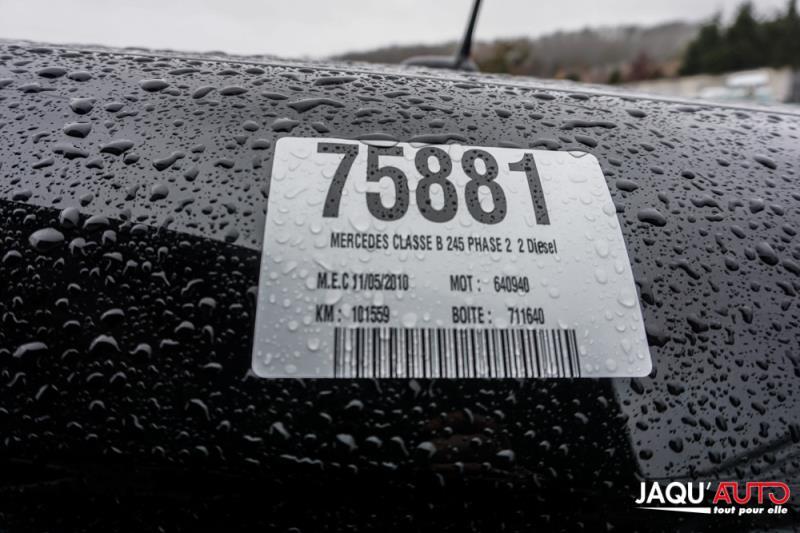 75881
MERCEDES CLASSE B 245 PHASE 2 2 Diesel
M.E.C 11/05/2010 MOT : 640940
KM : 101559 BOITE : 711640
JAQU'AUTO
tout pour elle